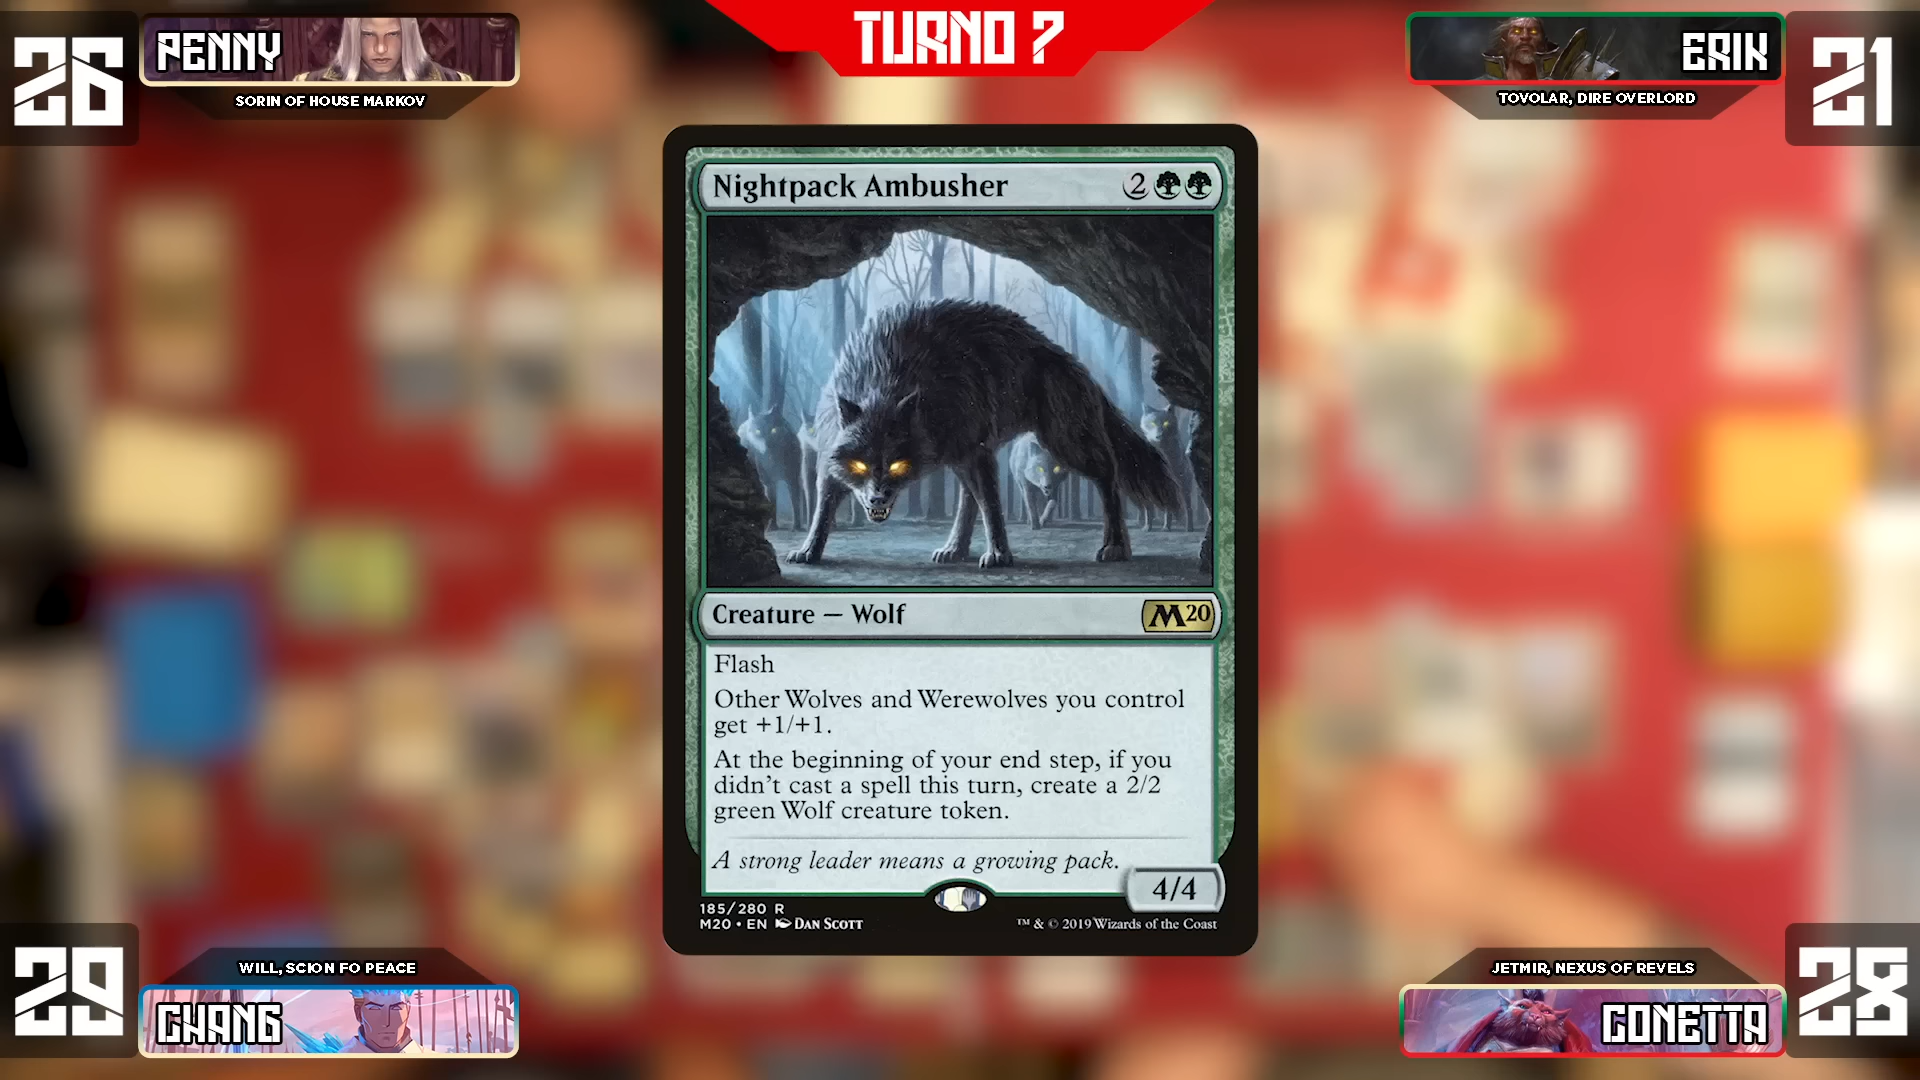 26
PENNY
SORIN OF HOUSE MARKOV
TURNO 7
ERIK
TOVOLAR, DIRE OVERLORD
21
Nightpack Ambusher 2
Creature — Wolf M20
Flash
Other Wolves and Werewolves you control
get +1/+1.
At the beginning of your end step, if you
didn't cast a spell this turn, create a 2/2
green Wolf creature token.
A strong leader means a growing pack.
4/4
185/280 R
M20 • EN DAN SCOTT
™ & © 2019 Wizards of the Coast
29
WILL, SCION FO PEACE
CHANG
JETMIR, NEXUS OF REVELS
CONETTA
28